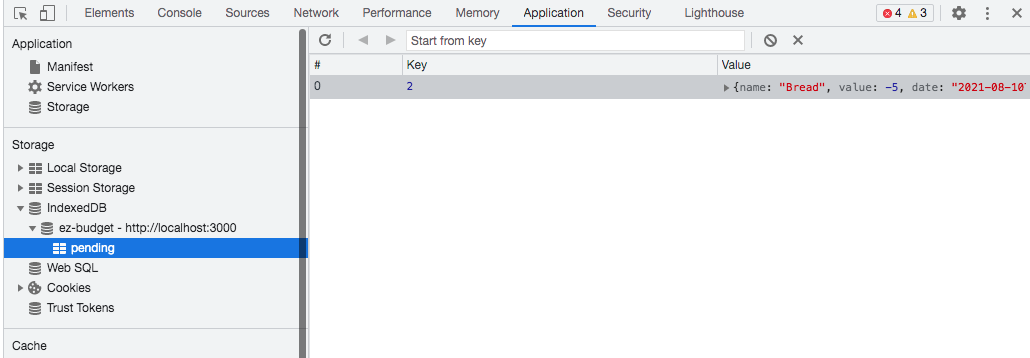 Elements Console Sources Network Performance Memory Application Security Lighthouse 4 3
Application
Manifest
Service Workers
Storage
Storage
Local Storage
Session Storage
IndexedDB
ez-budget - http://localhost:3000
pending
Web SQL
Cookies
Trust Tokens
Cache
Start from key
# Key Value
0 2 {name: "Bread", value: -5, date: "2021-08-10